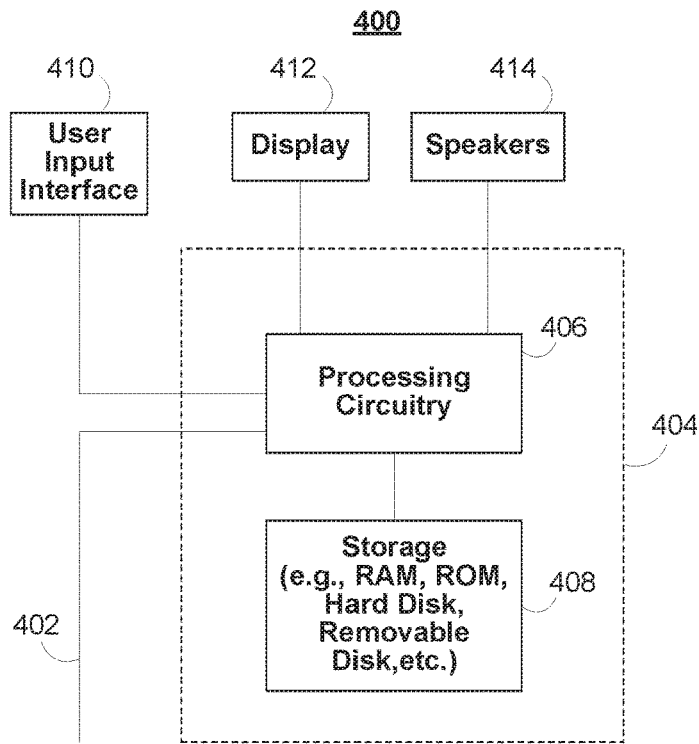 400
410
412
414
User
Input
Interface
Display
Speakers
406
Processing
Circuitry
404
Storage
(e.g., RAM, ROM,
Hard Disk,
Removable
Disk,etc.)
408
402